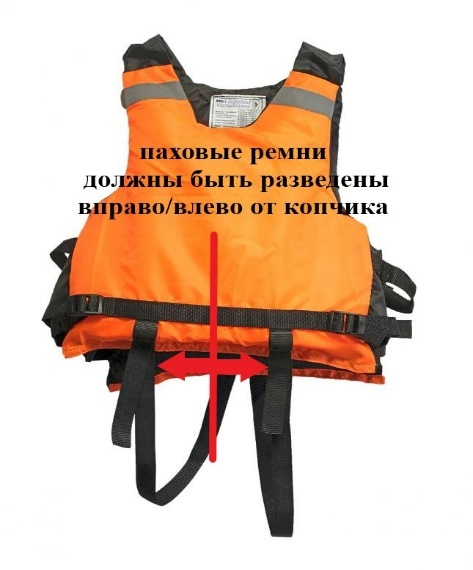 паховые ремни
должны быть разведены
вправо/влево от копчика